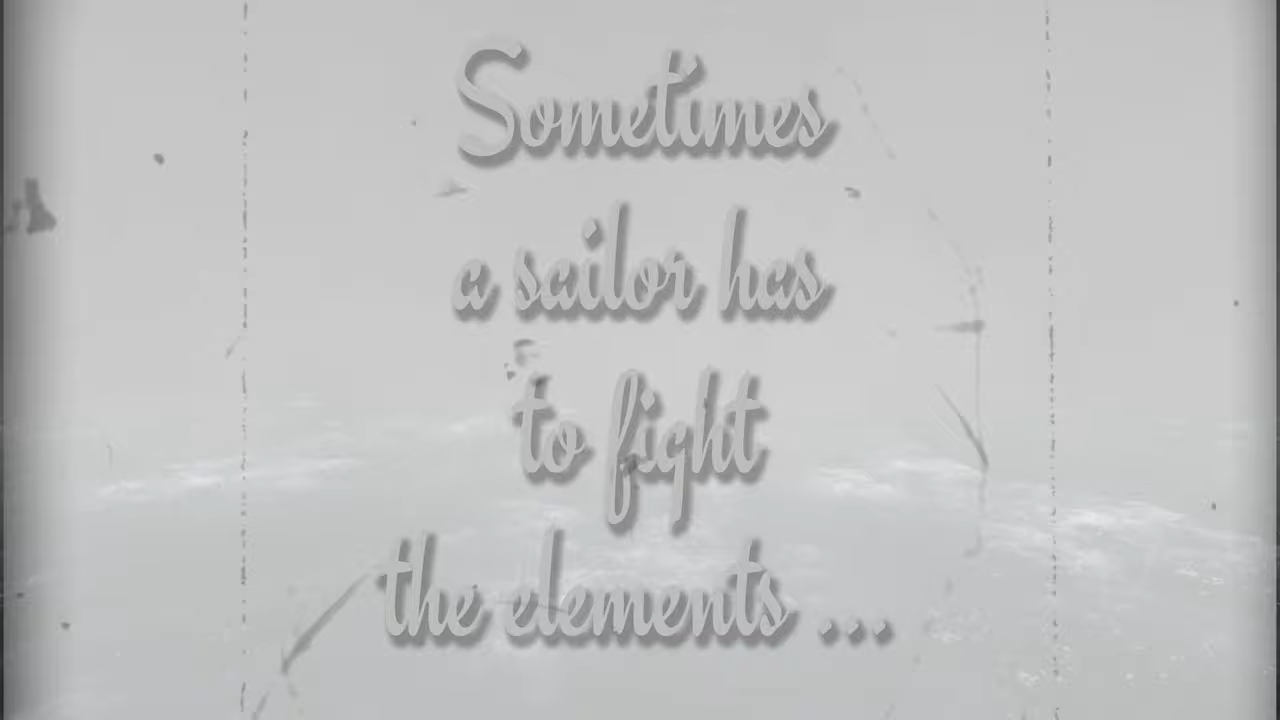 Sometimes
a sailor has
to fight
the elements ...